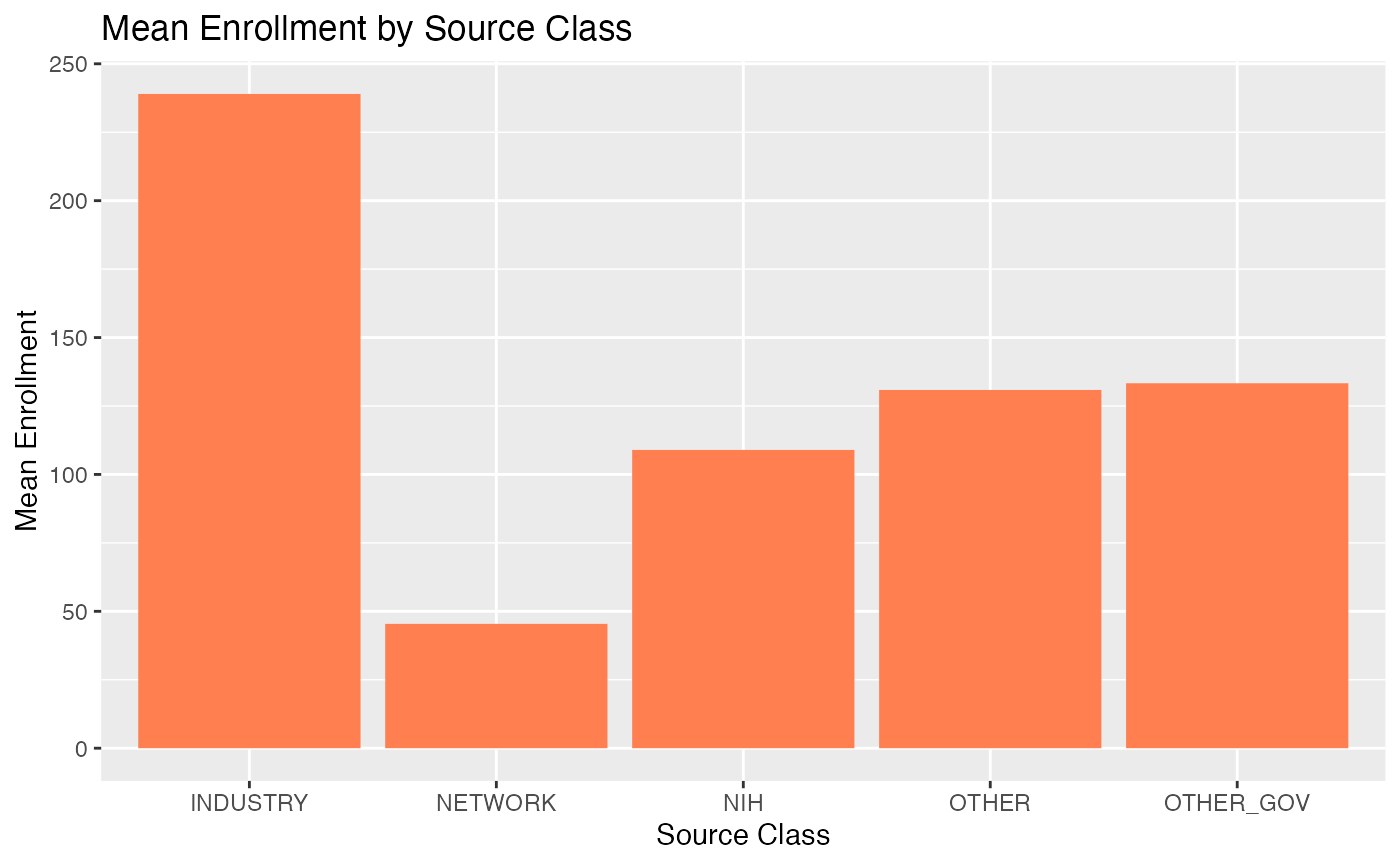 Mean Enrollment by Source Class
Mean Enrollment
250
200
150
100
50
0
INDUSTRY NETWORK NIH OTHER OTHER_GOV
Source Class